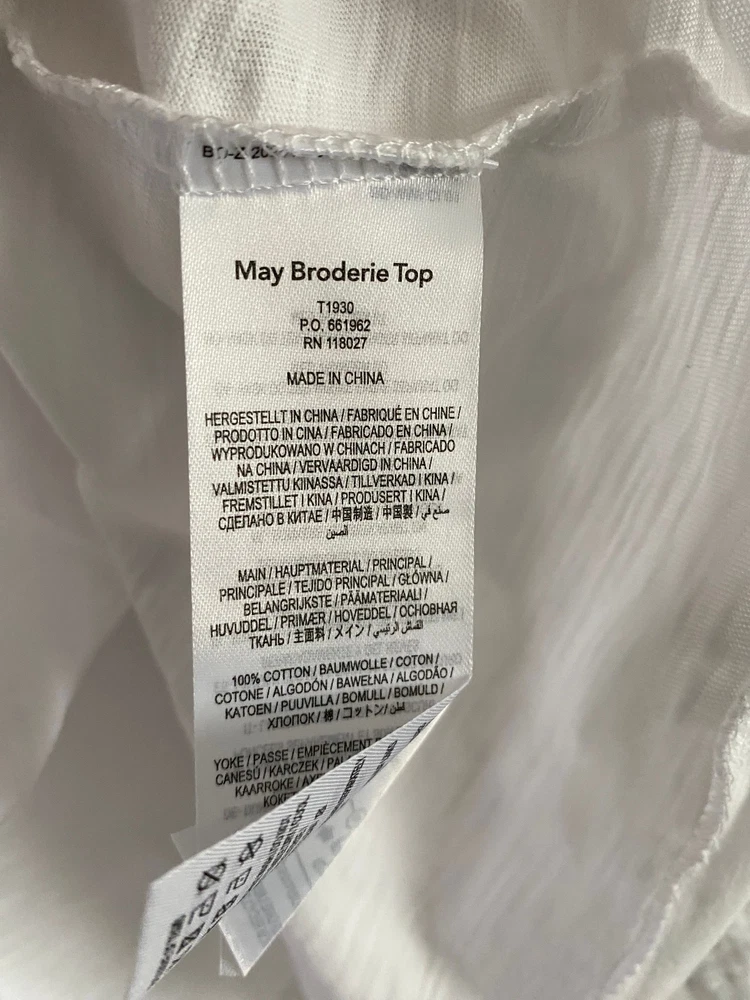 May Broderie Top
T1930
P.O. 661962
RN 118027
MADE IN CHINA
HERGESTELLT IN CHINA / FABRIQUÉ EN CHINE /
PRODOTTO IN CINA / FABRICADO EN CHINA /
WYPRODUKOWANO W CHINACH / FABRICADO
NA CHINA / VERVAARDIGD IN CHINA /
VALMISTETTU KIINASSA / TILLVERKAD I KINA /
FREMSTILLET I KINA / PRODUSERT I KINA /
СДЕЛАНО В КИТАЕ / 中国制造 / 中国製 / صنع في
الصين
MAIN / HAUPTMATERIAL / PRINCIPAL /
PRINCIPALE / TEJIDO PRINCIPAL / GŁÓWNA /
BELANGRIJKSTE / PÄÄMATERIAALI /
HUVUDDEL / PRIMÆR / HOVEDDEL / ОСНОВНАЯ
ТКАНЬ / 主面料 / メイン / القماش الرئيسي
100% COTTON / BAUMWOLLE / COTON /
COTONE / ALGODÓN / BAWEŁNA / ALGODÃO /
KATOEN / PUUVILLA / BOMULL / BOMULD /
ХЛОПОК / 棉 / コットン / قطن
YOKE / PASSE / EMPIÈCEMENT
CANESÚ / KARCZEK /
KAARROKE /